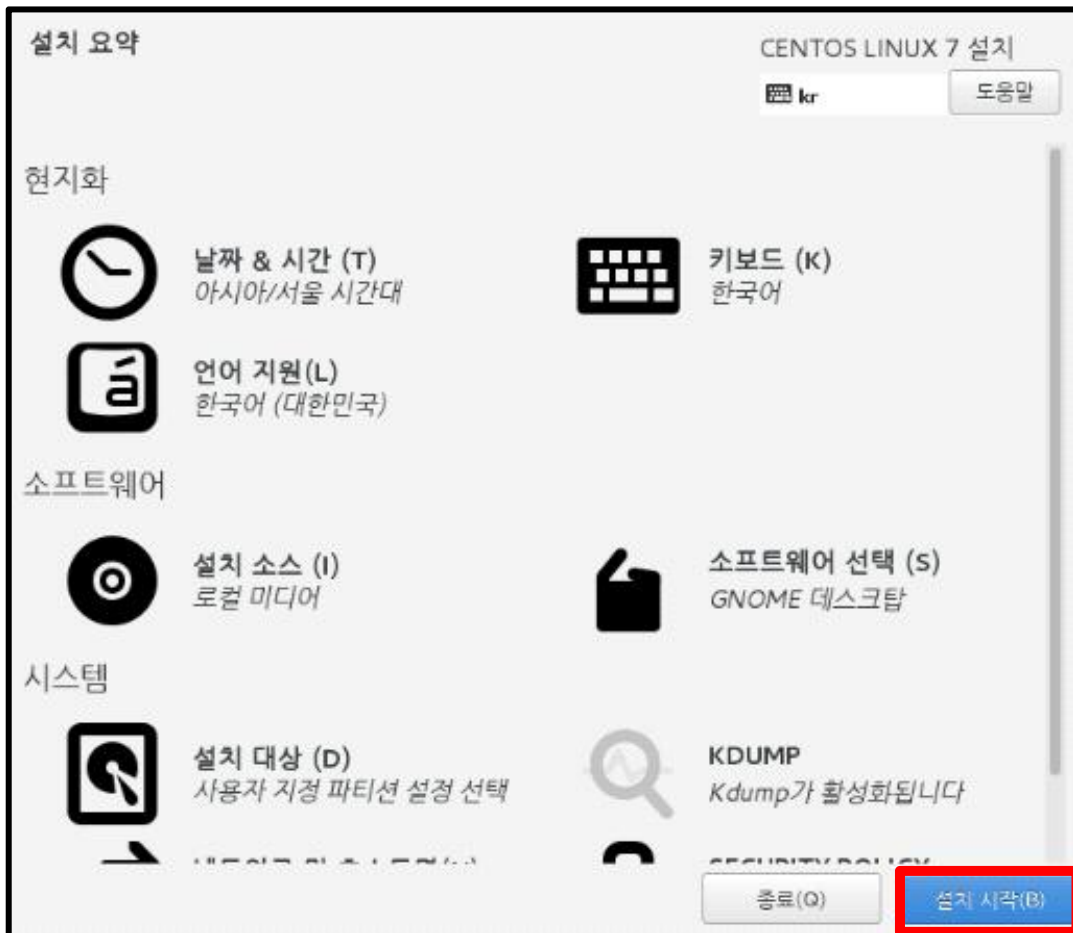 설치 요약
CENTOS LINUX 7 설치
kr
도움말
현지화
날짜 & 시간 (T)
아시아/서울 시간대
키보드 (K)
한국어
á
언어 지원(L)
한국어 (대한민국)
소프트웨어
설치 소스 (I)
로컬 미디어
소프트웨어 선택 (S)
GNOME 데스크탑
시스템
설치 대상 (D)
사용자 지정 파티션 설정 선택
KDUMP
Kdump가 활성화됩니다
SECURITY POLICY
종료(Q)
설치 시작(B)